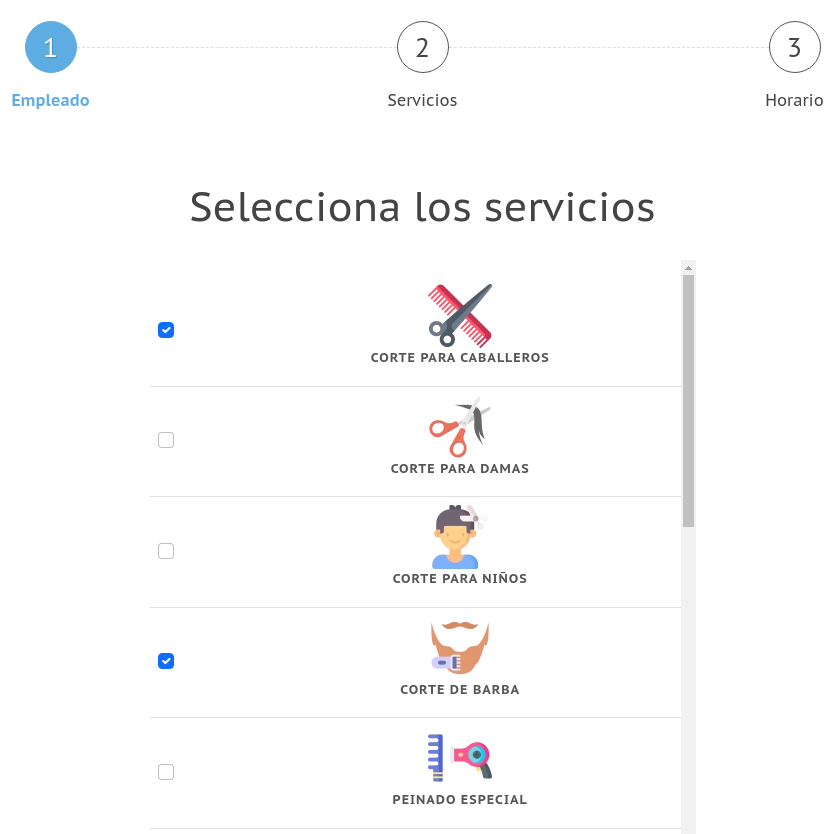 1
2
3
Empleado
Servicios
Horario
Selecciona los servicios
CORTE PARA CABALLEROS
CORTE PARA DAMAS
CORTE PARA NIÑOS
CORTE DE BARBA
PEINADO ESPECIAL